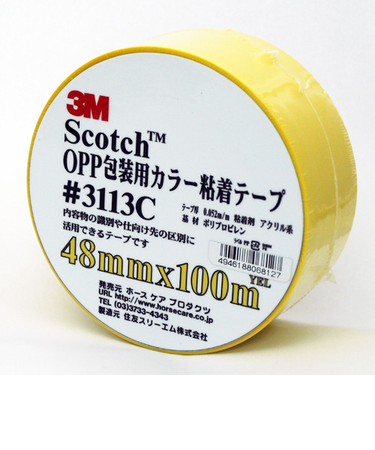 3M
Scotch™
OPP包装用カラー粘着テープ
#3113C
テープ厚 0.052m/m 粘着剤 アクリル系
基材 ポリプロピレン
内容物の識別や仕向け先の区別に
活用できるテープです
4946188068127
48mmx100m
YEL
発売元 ホース ケア プロダクツ
URL http://www.horsecare.co.jp
TEL (03)3733-4343
製造元 住友スリーエム株式会社